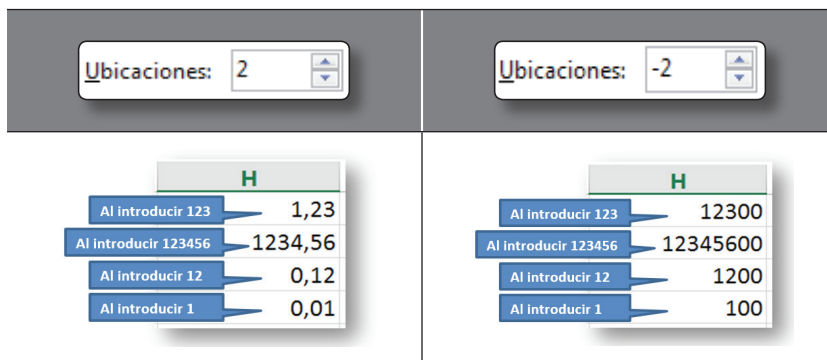 Ubicaciones: 2
Ubicaciones: -2
H
Al introducir 123 1,23
Al introducir 123456 1234,56
Al introducir 12 0,12
Al introducir 1 0,01
H
Al introducir 123 12300
Al introducir 123456 12345600
Al introducir 12 1200
Al introducir 1 100